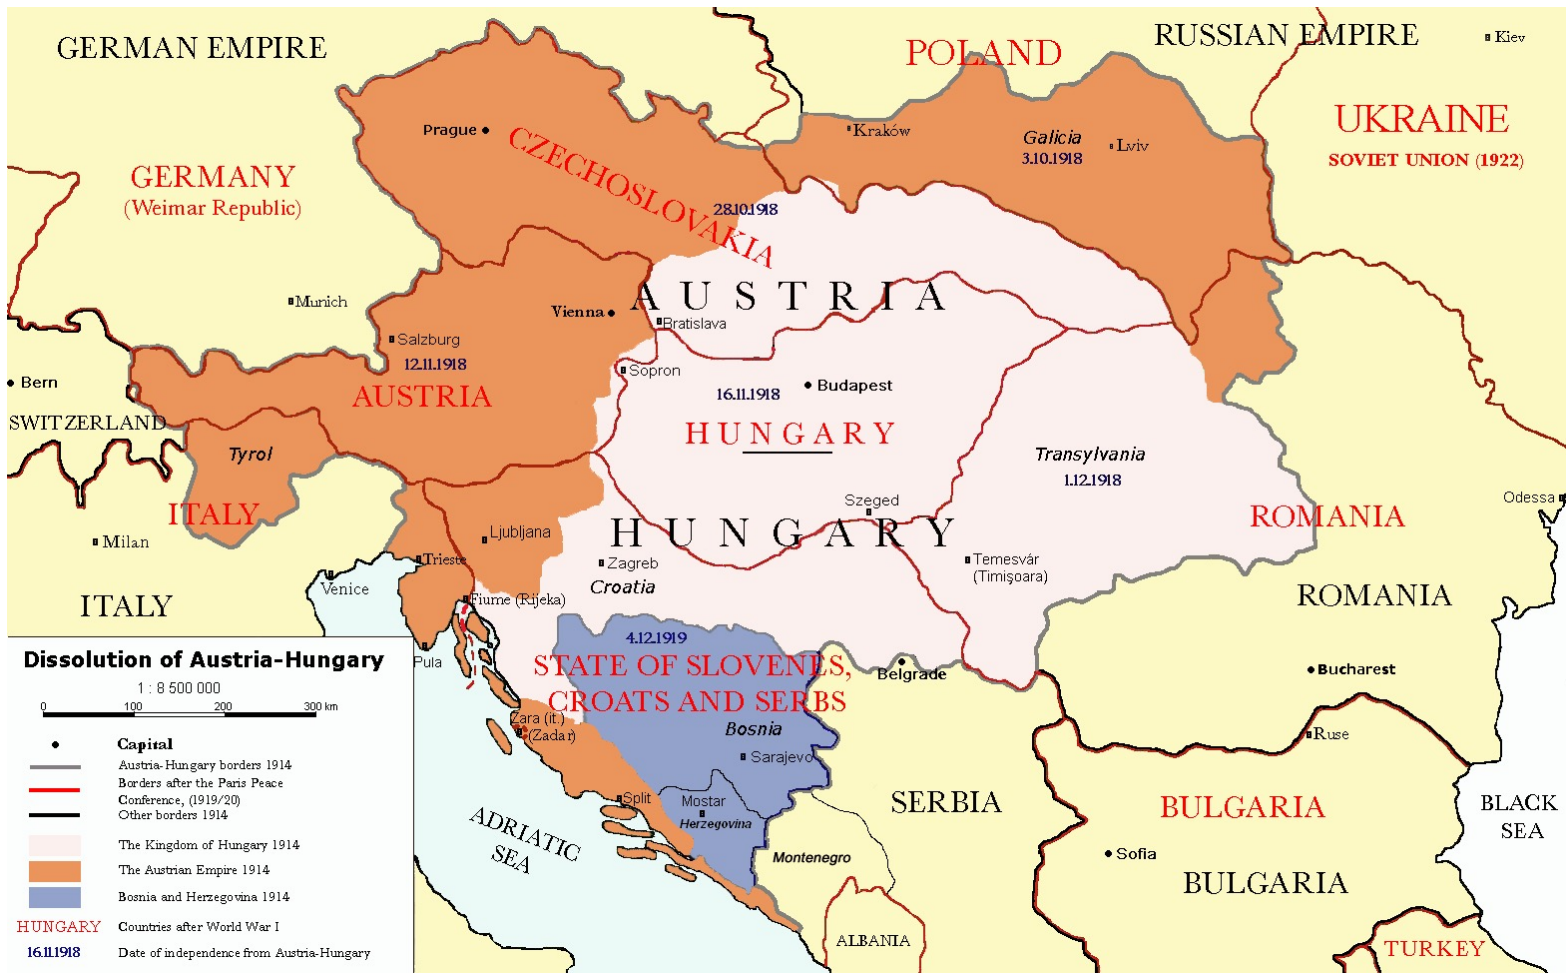 GERMAN EMPIRE
POLAND
RUSSIAN EMPIRE
Kiev
UKRAINE
SOVIET UNION (1922)
Prague
CZECHOSLOVAKIA
Kraków
Galicia
3.10.1918
Lviv
GERMANY
(Weimar Republic)
28.10.1918
Munich
Vienna
AUSTRIA
Bratislava
Salzburg
12.11.1918
AUSTRIA
Sopron
16.11.1918
Budapest
HUNGARY
Bern
SWITZERLAND
Tyrol
Transylvania
1.12.1918
ITALY
Szeged
ROMANIA
Odessa
Milan
HUNGARY
Ljubljana
Trieste
Zagreb
Croatia
Temesvár
(Timişoara)
Venice
Fiume (Rijeka)
ITALY
ROMANIA
4.12.1919
STATE OF SLOVENES,
CROATS AND SERBS
Pula
Belgrade
Bucharest
Zara (it.)
(Zadar)
Bosnia
Sarajevo
Ruse
Split
Mostar
Herzegovina
SERBIA
BULGARIA
BLACK
SEA
ADRIATIC
SEA
Montenegro
Sofia
BULGARIA
ALBANIA
TURKEY
Dissolution of Austria-Hungary
1 : 8 500 000
0 100 200 300 km
Capital
Austria-Hungary borders 1914
Borders after the Paris Peace
Conference, (1919/20)
Other borders 1914
The Kingdom of Hungary 1914
The Austrian Empire 1914
Bosnia and Herzegovina 1914
HUNGARY Countries after World War I
16.11.1918 Date of independence from Austria-Hungary